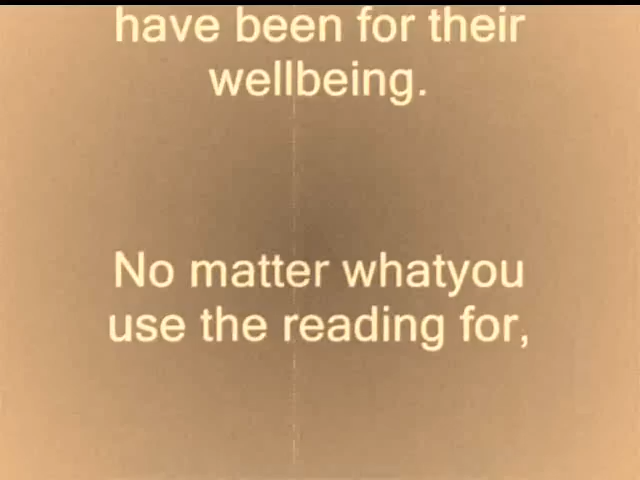 have been for their
wellbeing.
No matter whatyou
use the reading for,